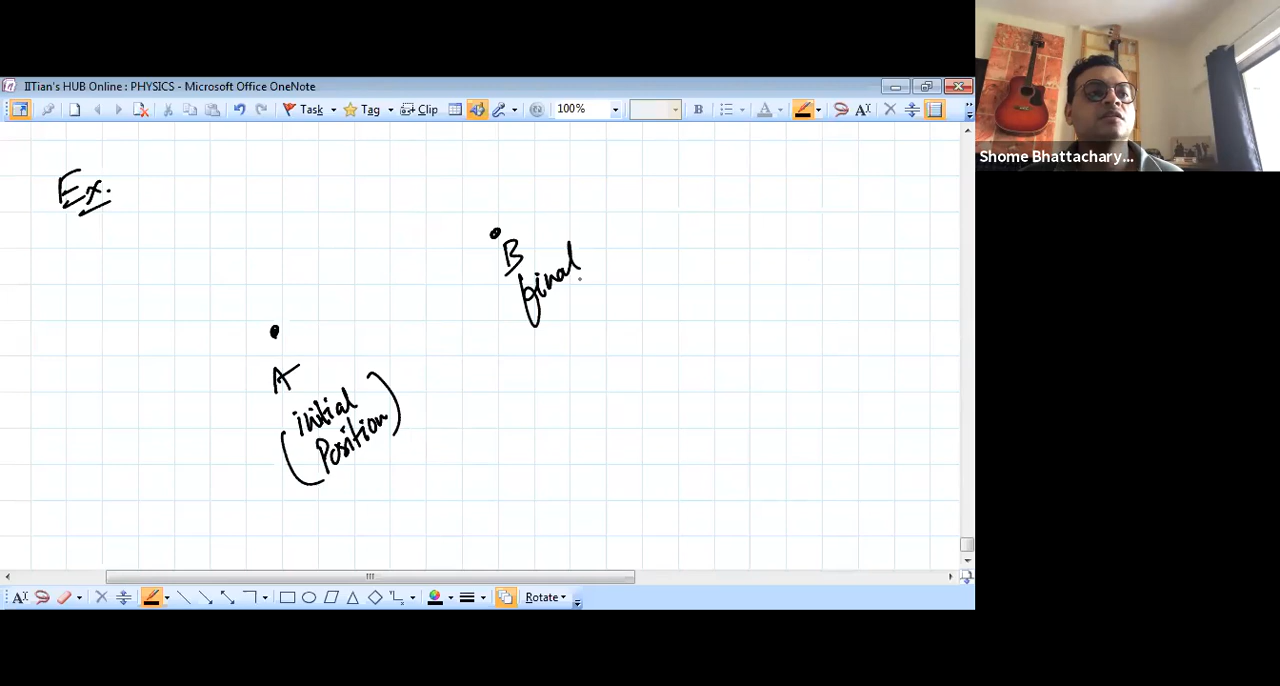 IITian's HUB Online : PHYSICS - Microsoft Office OneNote
Task Tag Clip 100% B A
Ex.
B
final
A
(initial
Position)
Rotate
Shome Bhattachary...